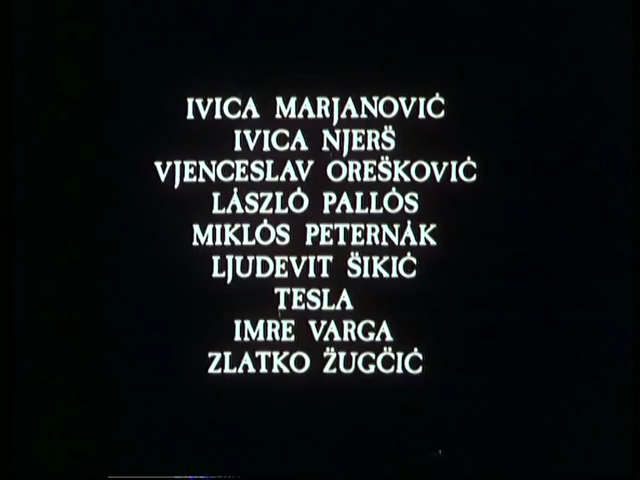 IVICA MARJANOVIĆ
IVICA NJERŠ
VJENCESLAV OREŠKOVIĆ
LÁSZLÓ PALLÓS
MIKLÓS PETERNÁK
LJUDEVIT ŠIKIĆ
TESLA
IMRE VARGA
ZLATKO ŽUGČIĆ